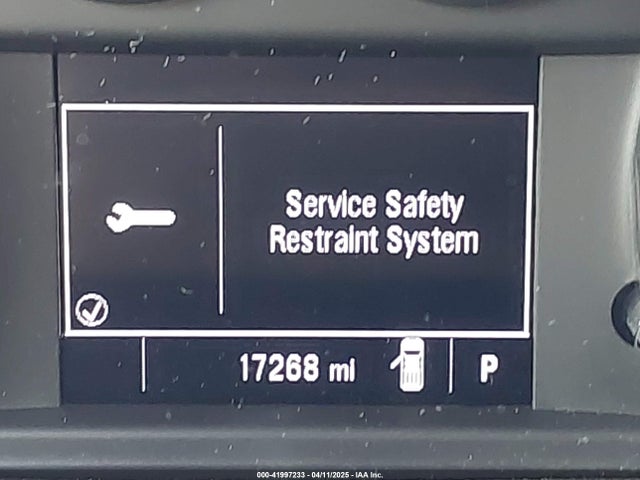 Service Safety
Restraint System
17268 mi
P
000-41997233 - 04/11/2025 - IAA Inc.